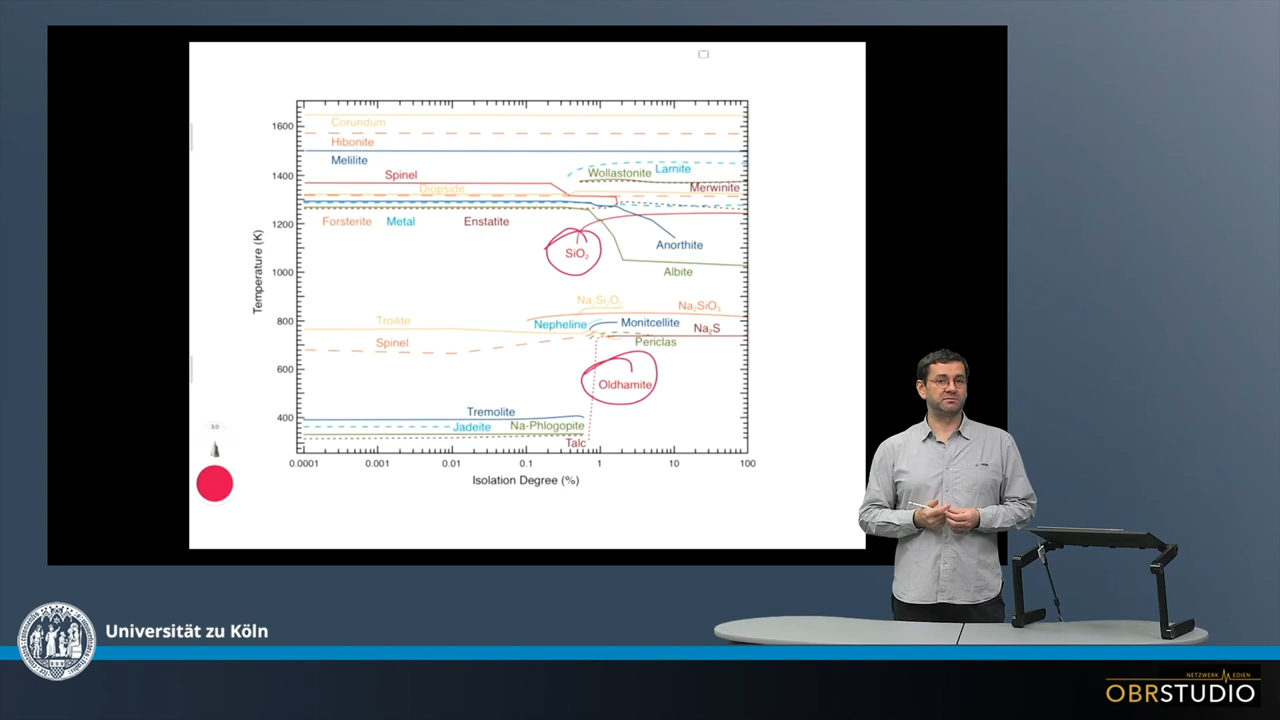 1600
Corundum
Hibonite
Melilite
Larnite
Wollastonite
Spinel
1400
Diopside
Merwinite
Forsterite Metal Enstatite
1200
Anorthite
SiO₂
Albite
1000
Temperature (K)
Na₂Si₂O₅
Na₂SiO₃
800
Troilite
Nepheline
Monitcellite
Na₂S
Spinel
Periclas
600
Oldhamite
400
Tremolite
Jadeite
Na-Phlogopite
Talc
0.0001 0.001 0.01 0.1 1 10 100
Isolation Degree (%)
Universität zu Köln
NETZWERK MEDIEN
OBRSTUDIO